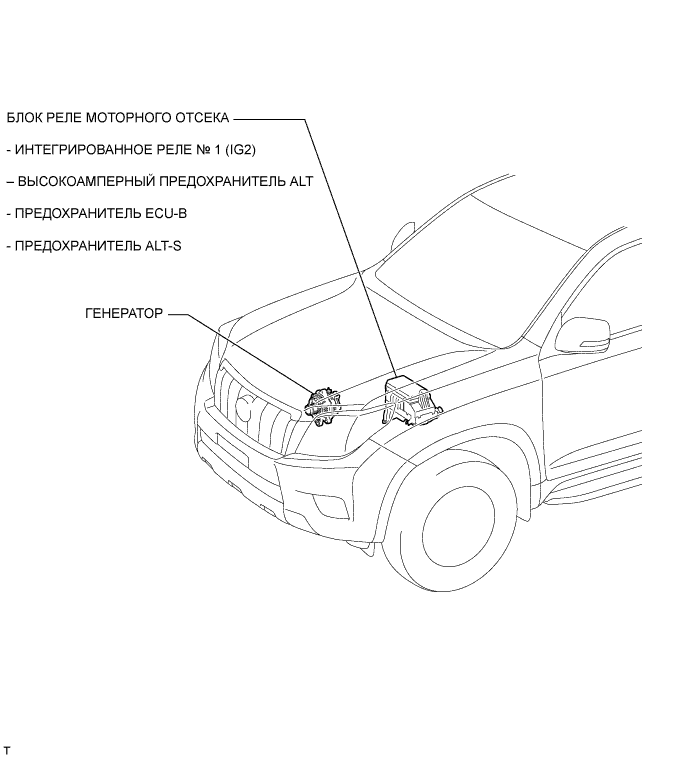 БЛОК РЕЛЕ МОТОРНОГО ОТСЕКА
- ИНТЕГРИРОВАННОЕ РЕЛЕ № 1 (IG2)
– ВЫСОКОАМПЕРНЫЙ ПРЕДОХРАНИТЕЛЬ ALT
- ПРЕДОХРАНИТЕЛЬ ECU-B
- ПРЕДОХРАНИТЕЛЬ ALT-S
ГЕНЕРАТОР
T